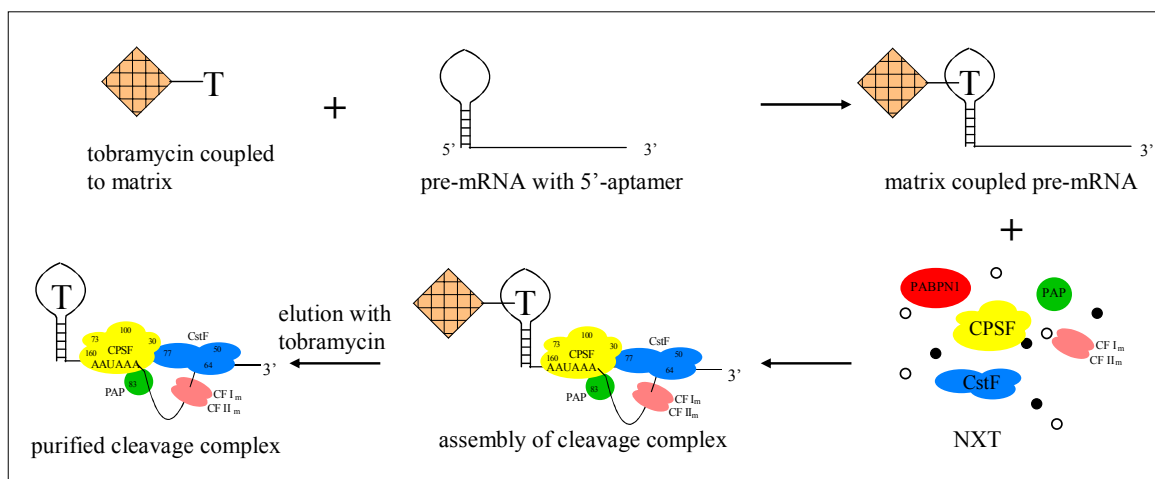 T
+
5’
3’
T
3’
tobramycin coupled
to matrix
pre-mRNA with 5’-aptamer
matrix coupled pre-mRNA
+
PABPN1
PAP
CPSF
CF Im
CF IIm
CstF
NXT
T
73
100
30
160
CPSF
AAUAAA
CstF
77
50
64
83
PAP
CF Im
CF IIm
3’
assembly of cleavage complex
elution with
tobramycin
T
73
100
30
160
CPSF
AAUAAA
CstF
77
50
64
83
PAP
CF Im
CF IIm
3’
purified cleavage complex